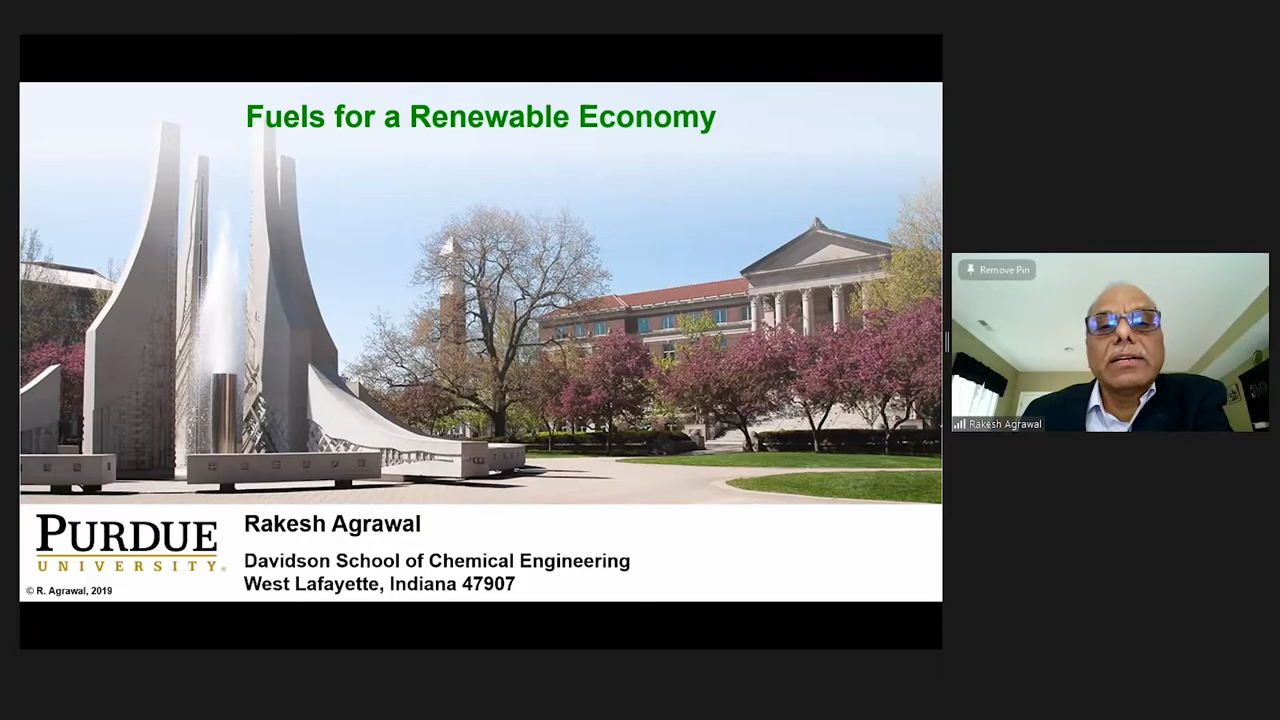 Fuels for a Renewable Economy
Remove Pin
Rakesh Agrawal
PURDUE
UNIVERSITY®
© R. Agrawal, 2019
Rakesh Agrawal
Davidson School of Chemical Engineering
West Lafayette, Indiana 47907